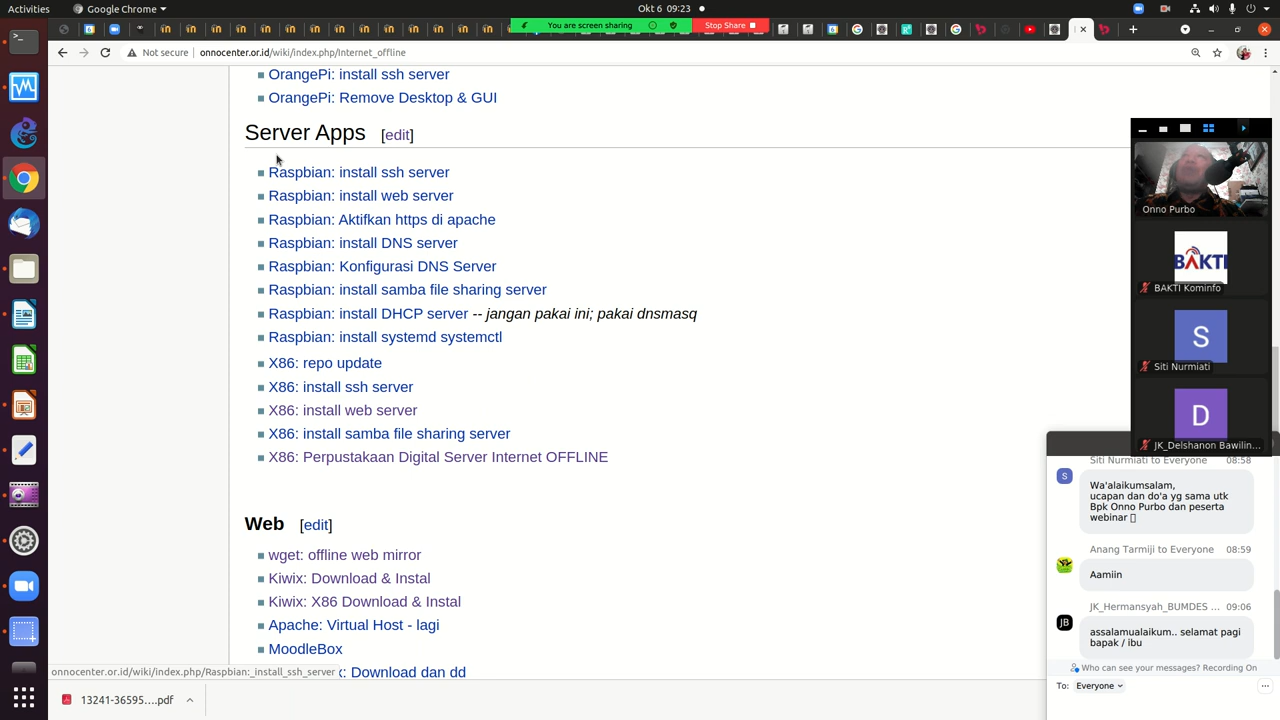 Activities
Google Chrome
Okt 6 09:23
You are screen sharing
Stop Share
Not secure
onnocenter.or.id/wiki/index.php/Internet_offline
OrangePi: install ssh server
OrangePi: Remove Desktop & GUI
Server Apps [edit]
Raspbian: install ssh server
Raspbian: install web server
Raspbian: Aktifkan https di apache
Raspbian: install DNS server
Raspbian: Konfigurasi DNS Server
Raspbian: install samba file sharing server
Raspbian: install DHCP server -- jangan pakai ini; pakai dnsmasq
Raspbian: install systemd systemctl
X86: repo update
X86: install ssh server
X86: install web server
X86: install samba file sharing server
X86: Perpustakaan Digital Server Internet OFFLINE
Web [edit]
wget: offline web mirror
Kiwix: Download & Instal
Kiwix: X86 Download & Instal
Apache: Virtual Host - lagi
MoodleBox
: Download dan dd
onnocenter.or.id/wiki/index.php/Raspbian:_install_ssh_server
13241-36595....pdf
Onno Purbo
BAKTI
BAKTI Kominfo
S
Siti Nurmiati
D
JK_Delshanon Bawilin...
Siti Nurmiati to Everyone 08:58
S
Wa'alaikumsalam,
ucapan dan do'a yg sama utk
Bpk Onno Purbo dan peserta
webinar
Anang Tarmiji to Everyone 08:59
Aamiin
JK_Hermansyah_BUMDES ... 09:06
JB
assalamualaikum.. selamat pagi
bapak / ibu
Who can see your messages? Recording On
To: Everyone